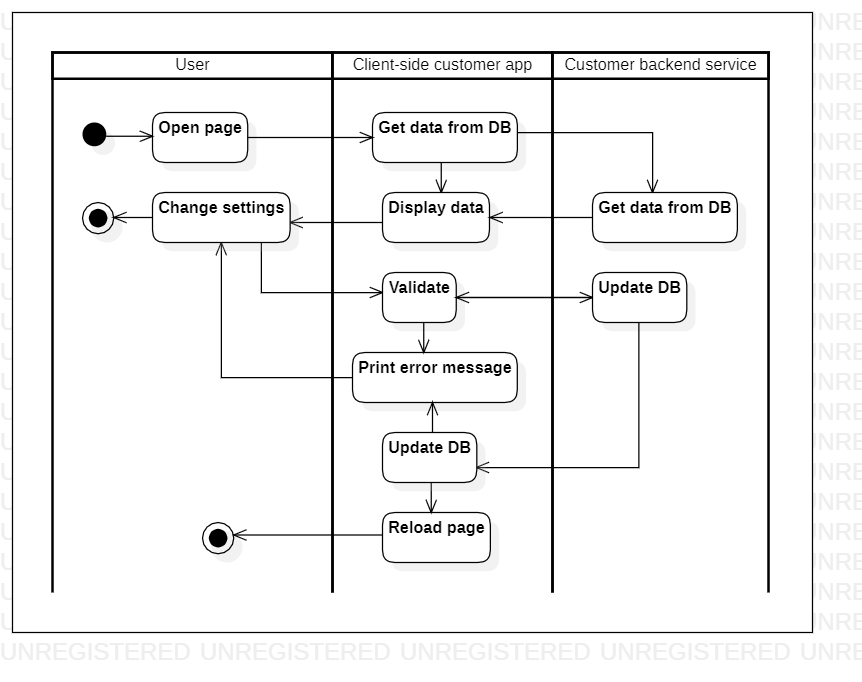 User
Client-side customer app
Customer backend service
Open page
Get data from DB
Change settings
Display data
Get data from DB
Validate
Update DB
Print error message
Update DB
Reload page
UNREGISTERED UNREGISTERED UNREGISTERED UNREGISTERED